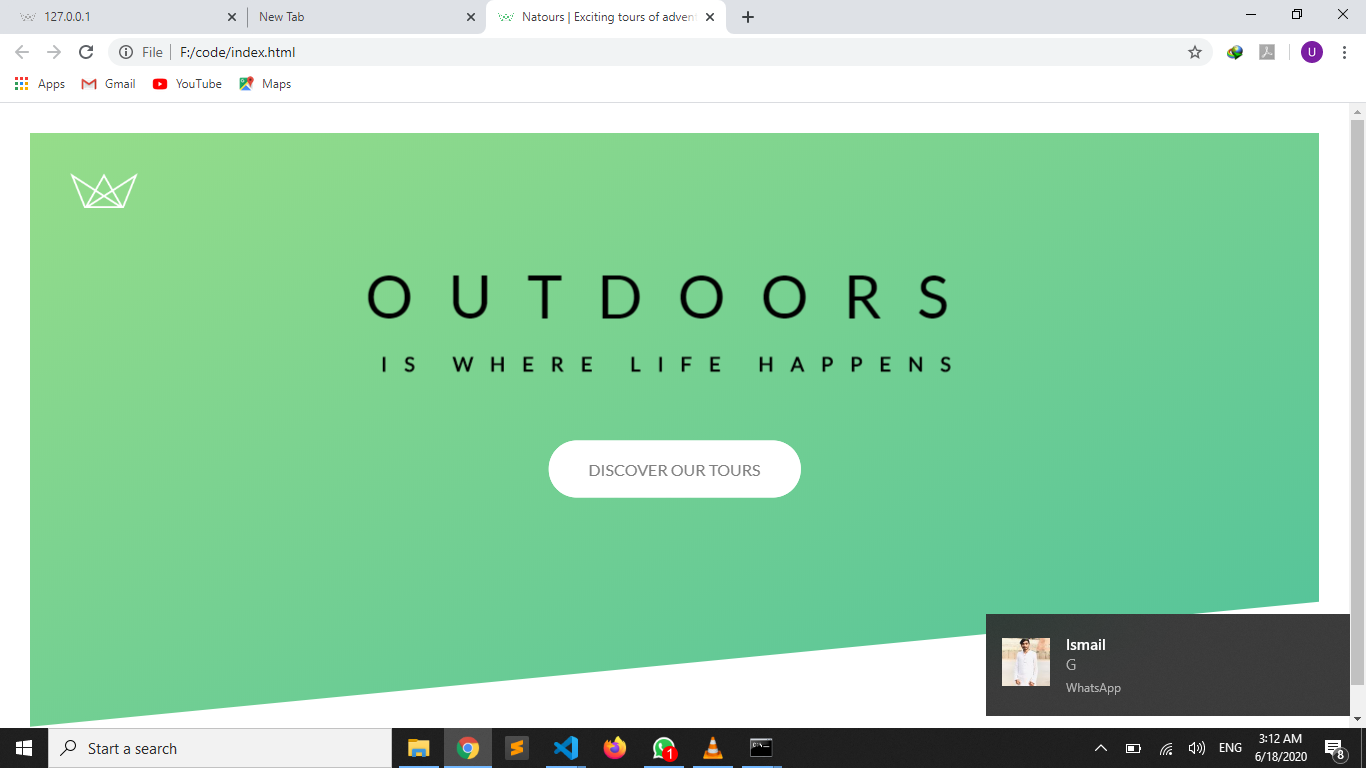 127.0.0.1
New Tab
Natours | Exciting tours of adven
File
F:/code/index.html
U
Apps
Gmail
YouTube
Maps
OUTDOORS
IS WHERE LIFE HAPPENS
DISCOVER OUR TOURS
Ismail
G
WhatsApp
Start a search
1
ENG
3:12 AM
6/18/2020
8